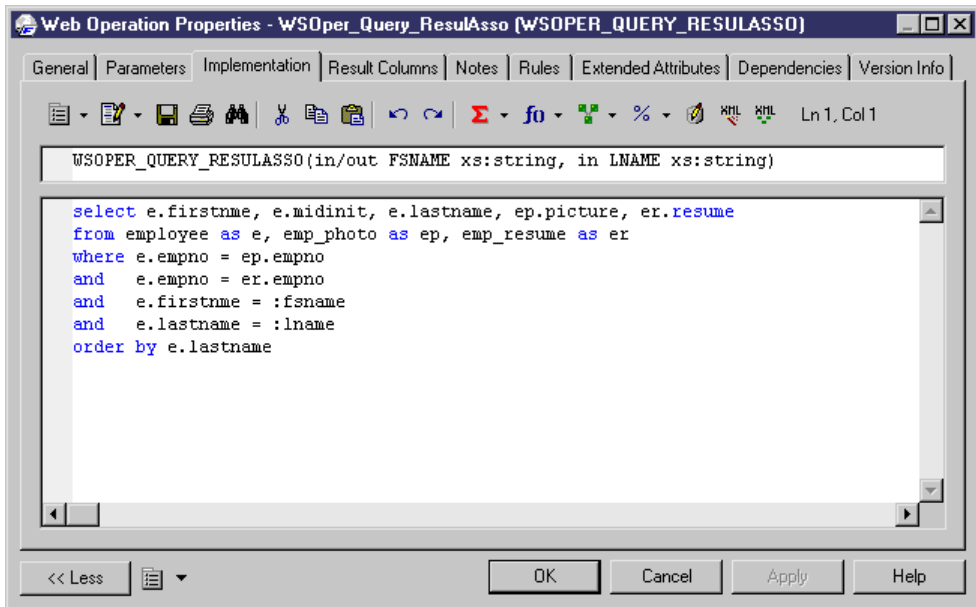 Web Operation Properties - WSOper_Query_ResulAsso (WSOPER_QUERY_RESULASSO)
General Parameters Implementation Result Columns Notes Rules Extended Attributes Dependencies Version Info
Σ fo % XML XML Ln 1, Col 1
WSOPER_QUERY_RESULASSO(in/out FSNAME xs:string, in LNAME xs:string)
select e.firstnme, e.midinit, e.lastname, ep.picture, er.resume
from employee as e, emp_photo as ep, emp_resume as er
where e.empno = ep.empno
and e.empno = er.empno
and e.firstnme = :fsname
and e.lastname = :lname
order by e.lastname
<< Less OK Cancel Apply Help